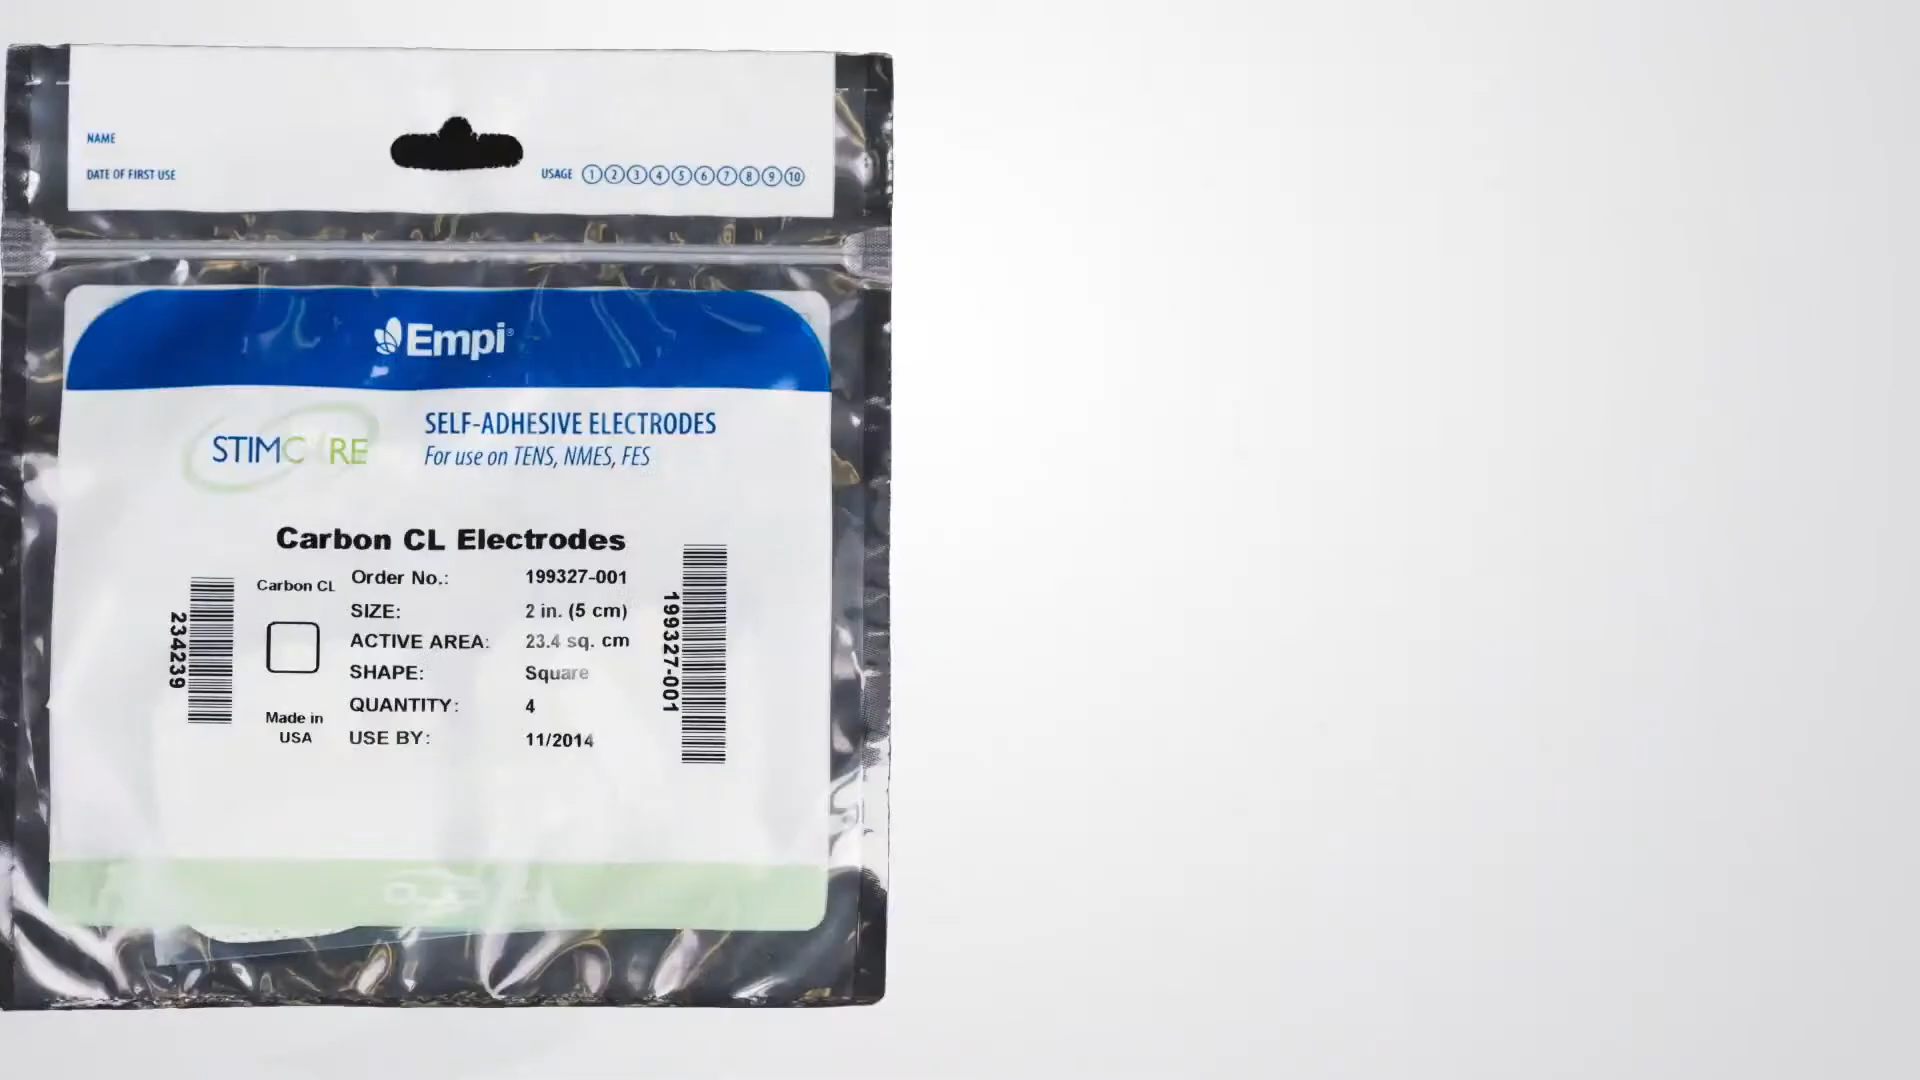 NAME
DATE OF FIRST USE
USAGE 1 2 3 4 5 6 7 8 9 10
Empi®
STIMC RE
SELF-ADHESIVE ELECTRODES
For use on TENS, NMES, FES
Carbon CL Electrodes
Carbon CL
Order No.: 199327-001
SIZE: 2 in. (5 cm)
ACTIVE AREA: 23.4 sq. cm
SHAPE: Square
QUANTITY: 4
USE BY: 11/2014
Made in
USA
234239
199327-001